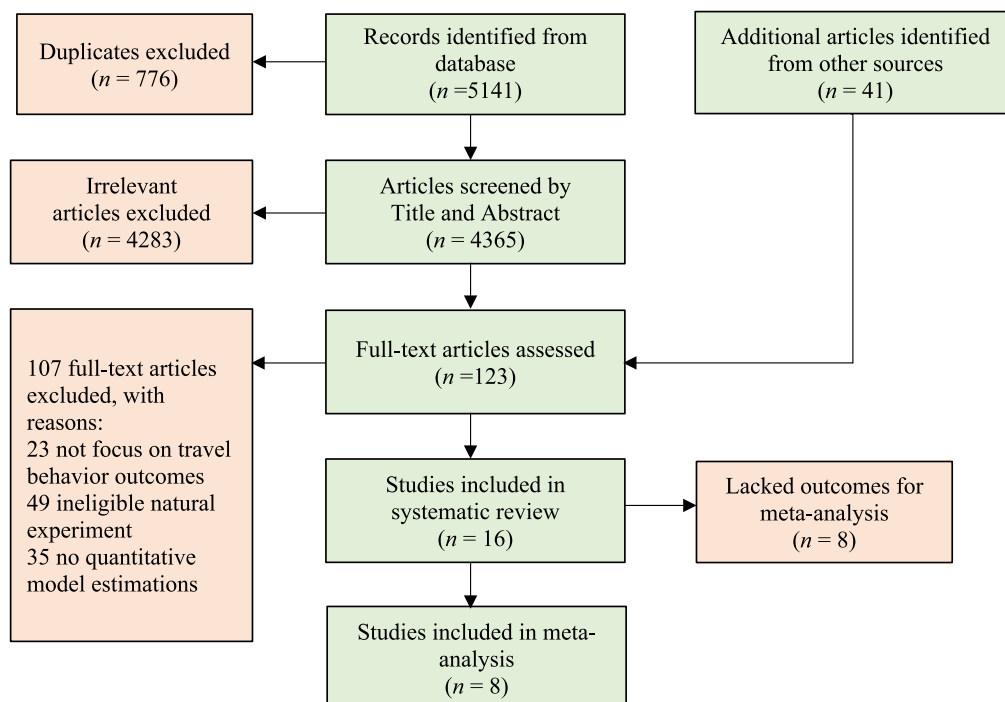 Duplicates excluded
(n = 776)
Records identified from
database
(n =5141)
Additional articles identified
from other sources
(n = 41)
Irrelevant
articles excluded
(n = 4283)
Articles screened by
Title and Abstract
(n = 4365)
107 full-text articles
excluded, with
reasons:
23 not focus on travel
behavior outcomes
49 ineligible natural
experiment
35 no quantitative
model estimations
Full-text articles assessed
(n =123)
Studies included in
systematic review
(n = 16)
Lacked outcomes for
meta-analysis
(n = 8)
Studies included in meta-
analysis
(n = 8)